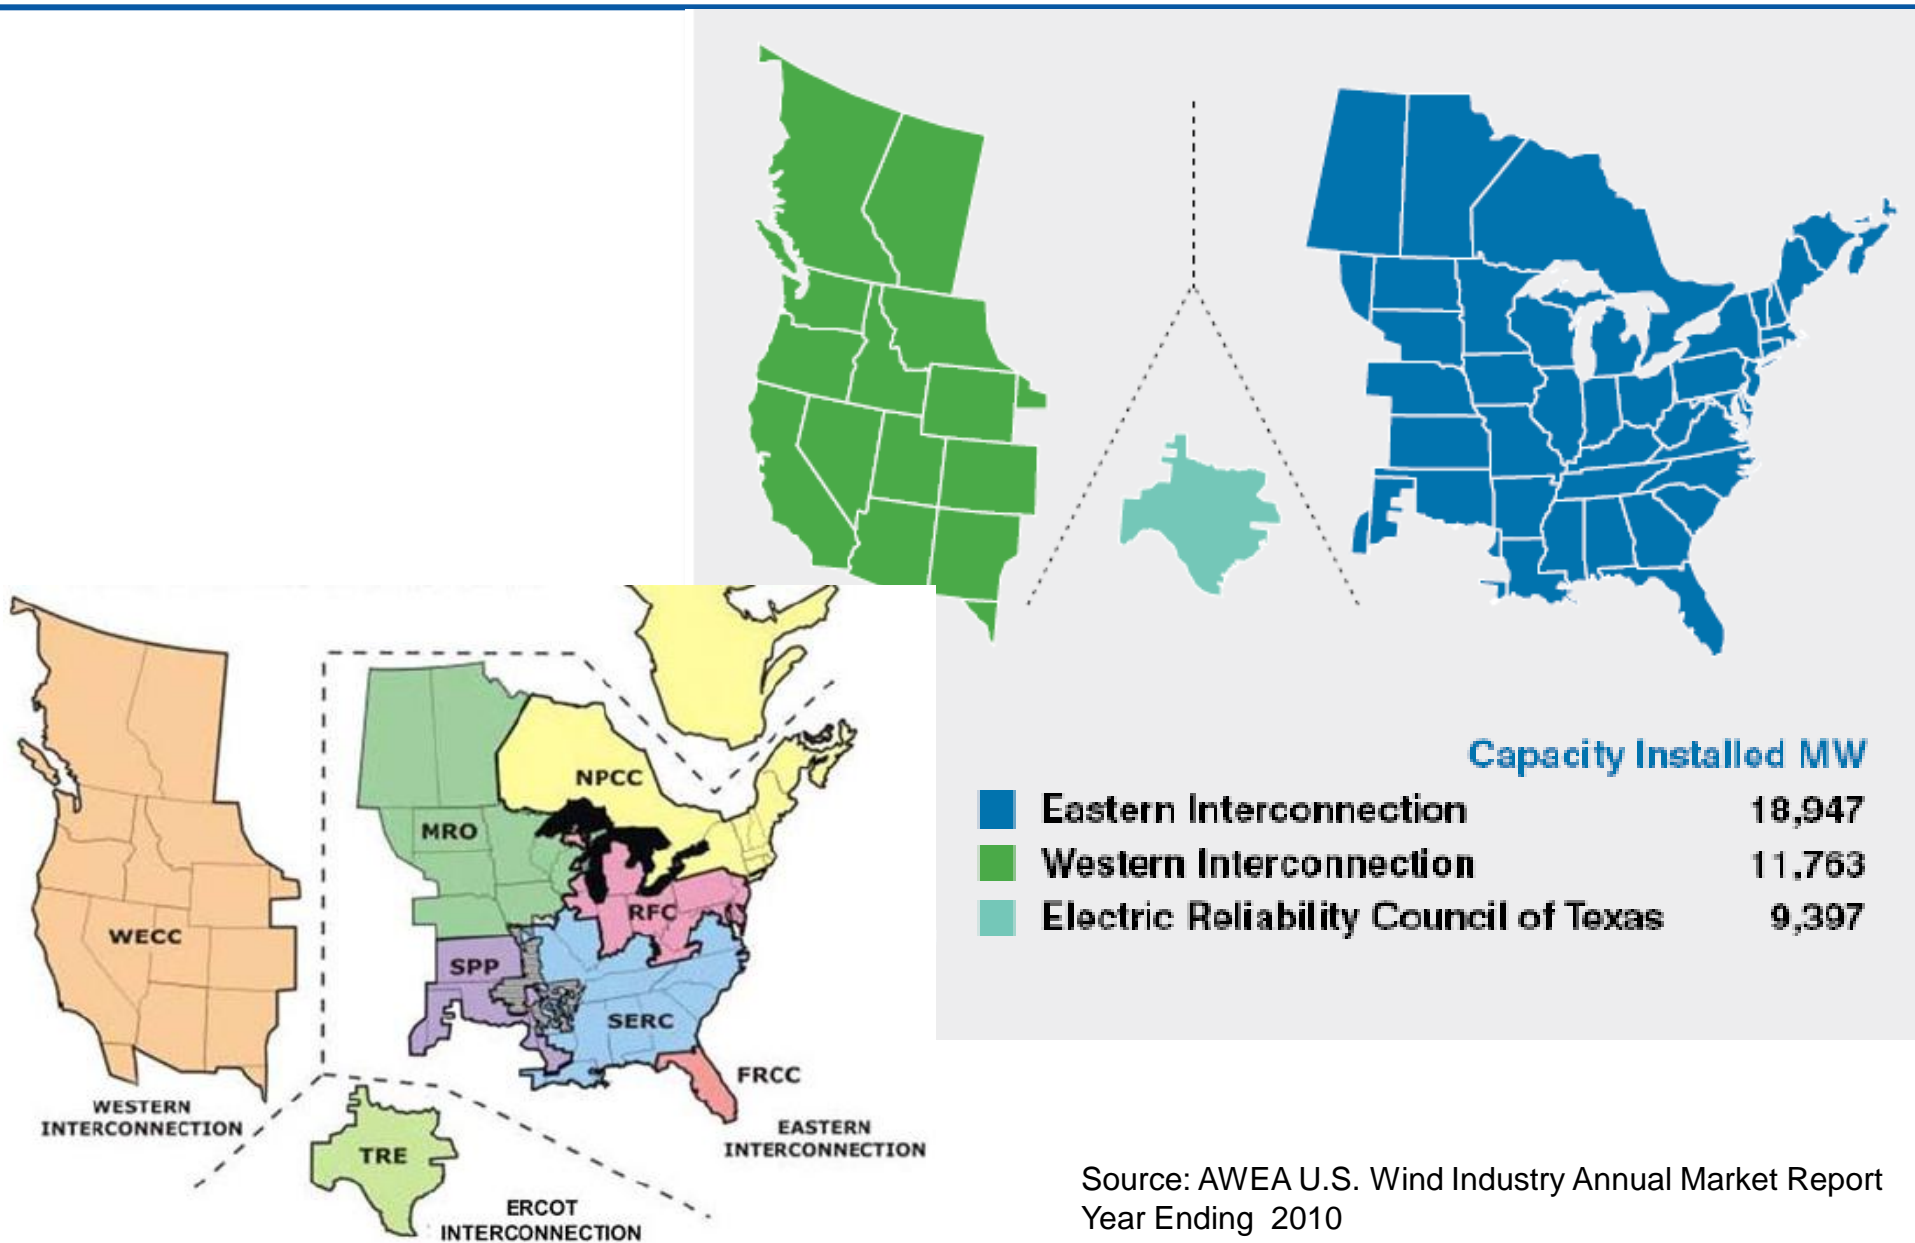 Capacity Installed MW
Eastern Interconnection 18,947
Western Interconnection 11,763
Electric Reliability Council of Texas 9,397
NPCC
MRO
RFC
WECC
SPP
SERC
FRCC
WESTERN
INTERCONNECTION
EASTERN
INTERCONNECTION
TRE
ERCOT
INTERCONNECTION
Source: AWEA U.S. Wind Industry Annual Market Report
Year Ending 2010